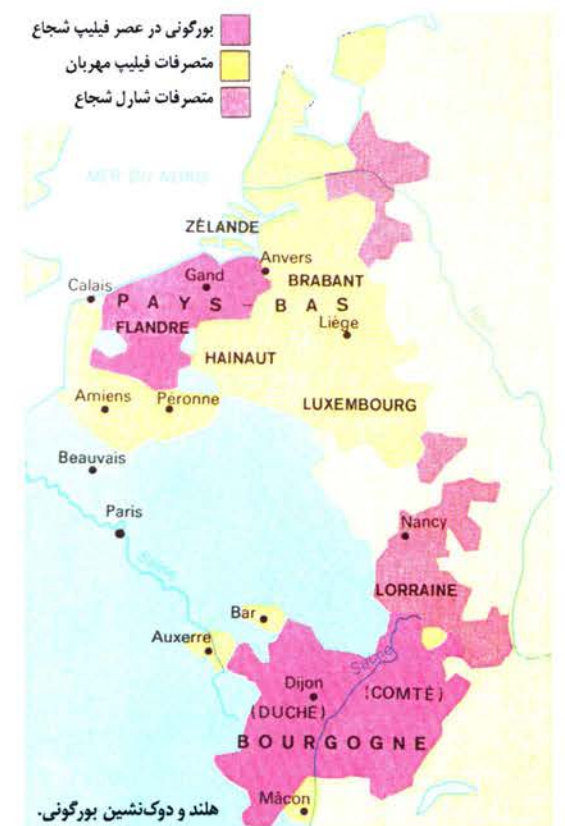 بورگونی در عصر فیلیپ شجاع
متصرفات فیلیپ مهربان
متصرفات شارل شجاع
MER DU NORD
ZÉLANDE
Anvers
Calais
Gand
BRABANT
PAYS-BAS
Liége
FLANDRE
HAINAUT
Amiens
Péronne
LUXEMBOURG
Beauvais
Paris
Nancy
LORRAINE
Bar
Auxerre
Saône
Dijon
(COMTÉ)
(DUCHÉ)
BOURGOGNE
Mâcon
هلند و دوک‌نشین بورگونی.